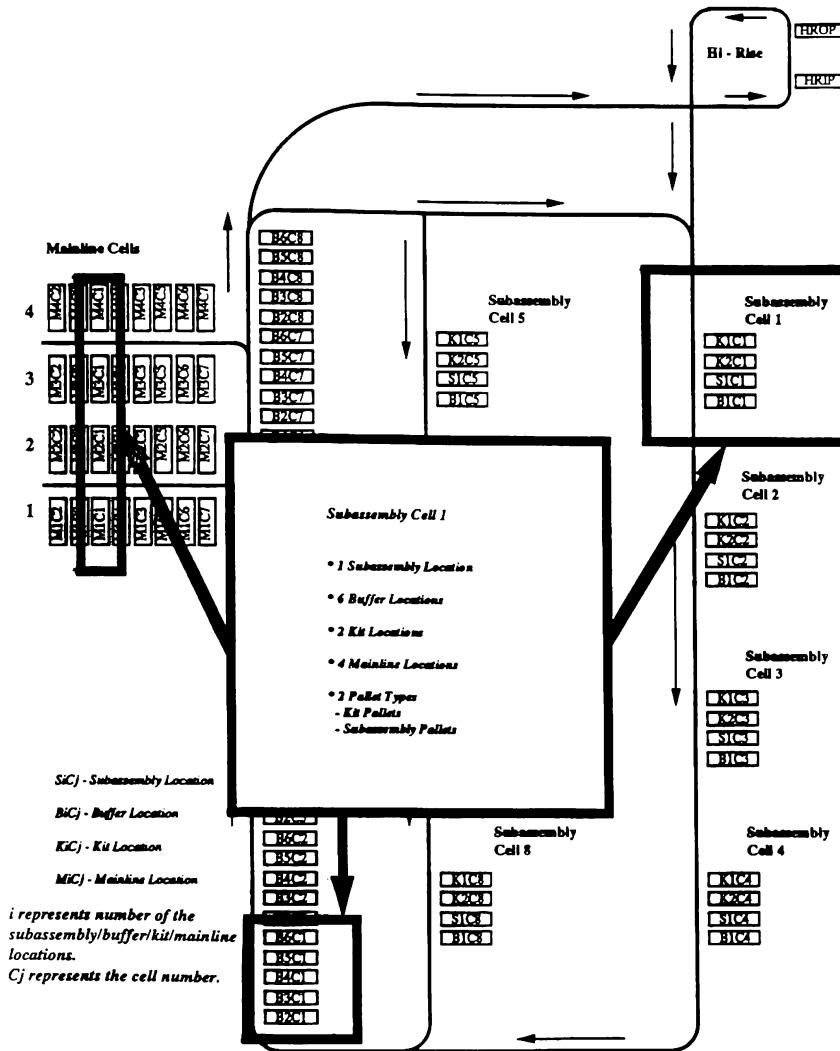 HROP
Hi - Rise
HRIP
Mainline Cells
4
M4C2
M4C1
M4C3
M4C5
M4C6
M4C7
3
M3C2
M3C1
M3C3
M3C5
M3C6
M3C7
2
M2C2
M2C1
M2C3
M2C5
M2C6
M2C7
1
M1C2
M1C1
M1C3
M1C5
M1C6
M1C7
B6C8
B5C8
B4C8
B3C8
B2C8
B6C7
B5C7
B4C7
B3C7
B2C7
Subassembly
Cell 5
K1C5
K2C5
S1C5
B1C5
Subassembly
Cell 1
K1C1
K2C1
S1C1
B1C1
Subassembly
Cell 2
K1C2
K2C2
S1C2
B1C2
Subassembly
Cell 3
K1C3
K2C3
S1C3
B1C3
Subassembly
Cell 4
K1C4
K2C4
S1C4
B1C4
Subassembly Cell 1
* 1 Subassembly Location
* 6 Buffer Locations
* 2 Kit Locations
* 4 Mainline Locations
* 2 Pallet Types
- Kit Pallets
- Subassembly Pallets
Subassembly
Cell 8
K1C8
K2C8
S1C8
B1C8
B6C2
B5C2
B4C2
B3C2
B6C1
B5C1
B4C1
B3C1
B2C1
SiCj - Subassembly Location
BiCj - Buffer Location
KiCj - Kit Location
MiCj - Mainline Location
i represents number of the
subassembly/buffer/kit/mainline
locations.
Cj represents the cell number.